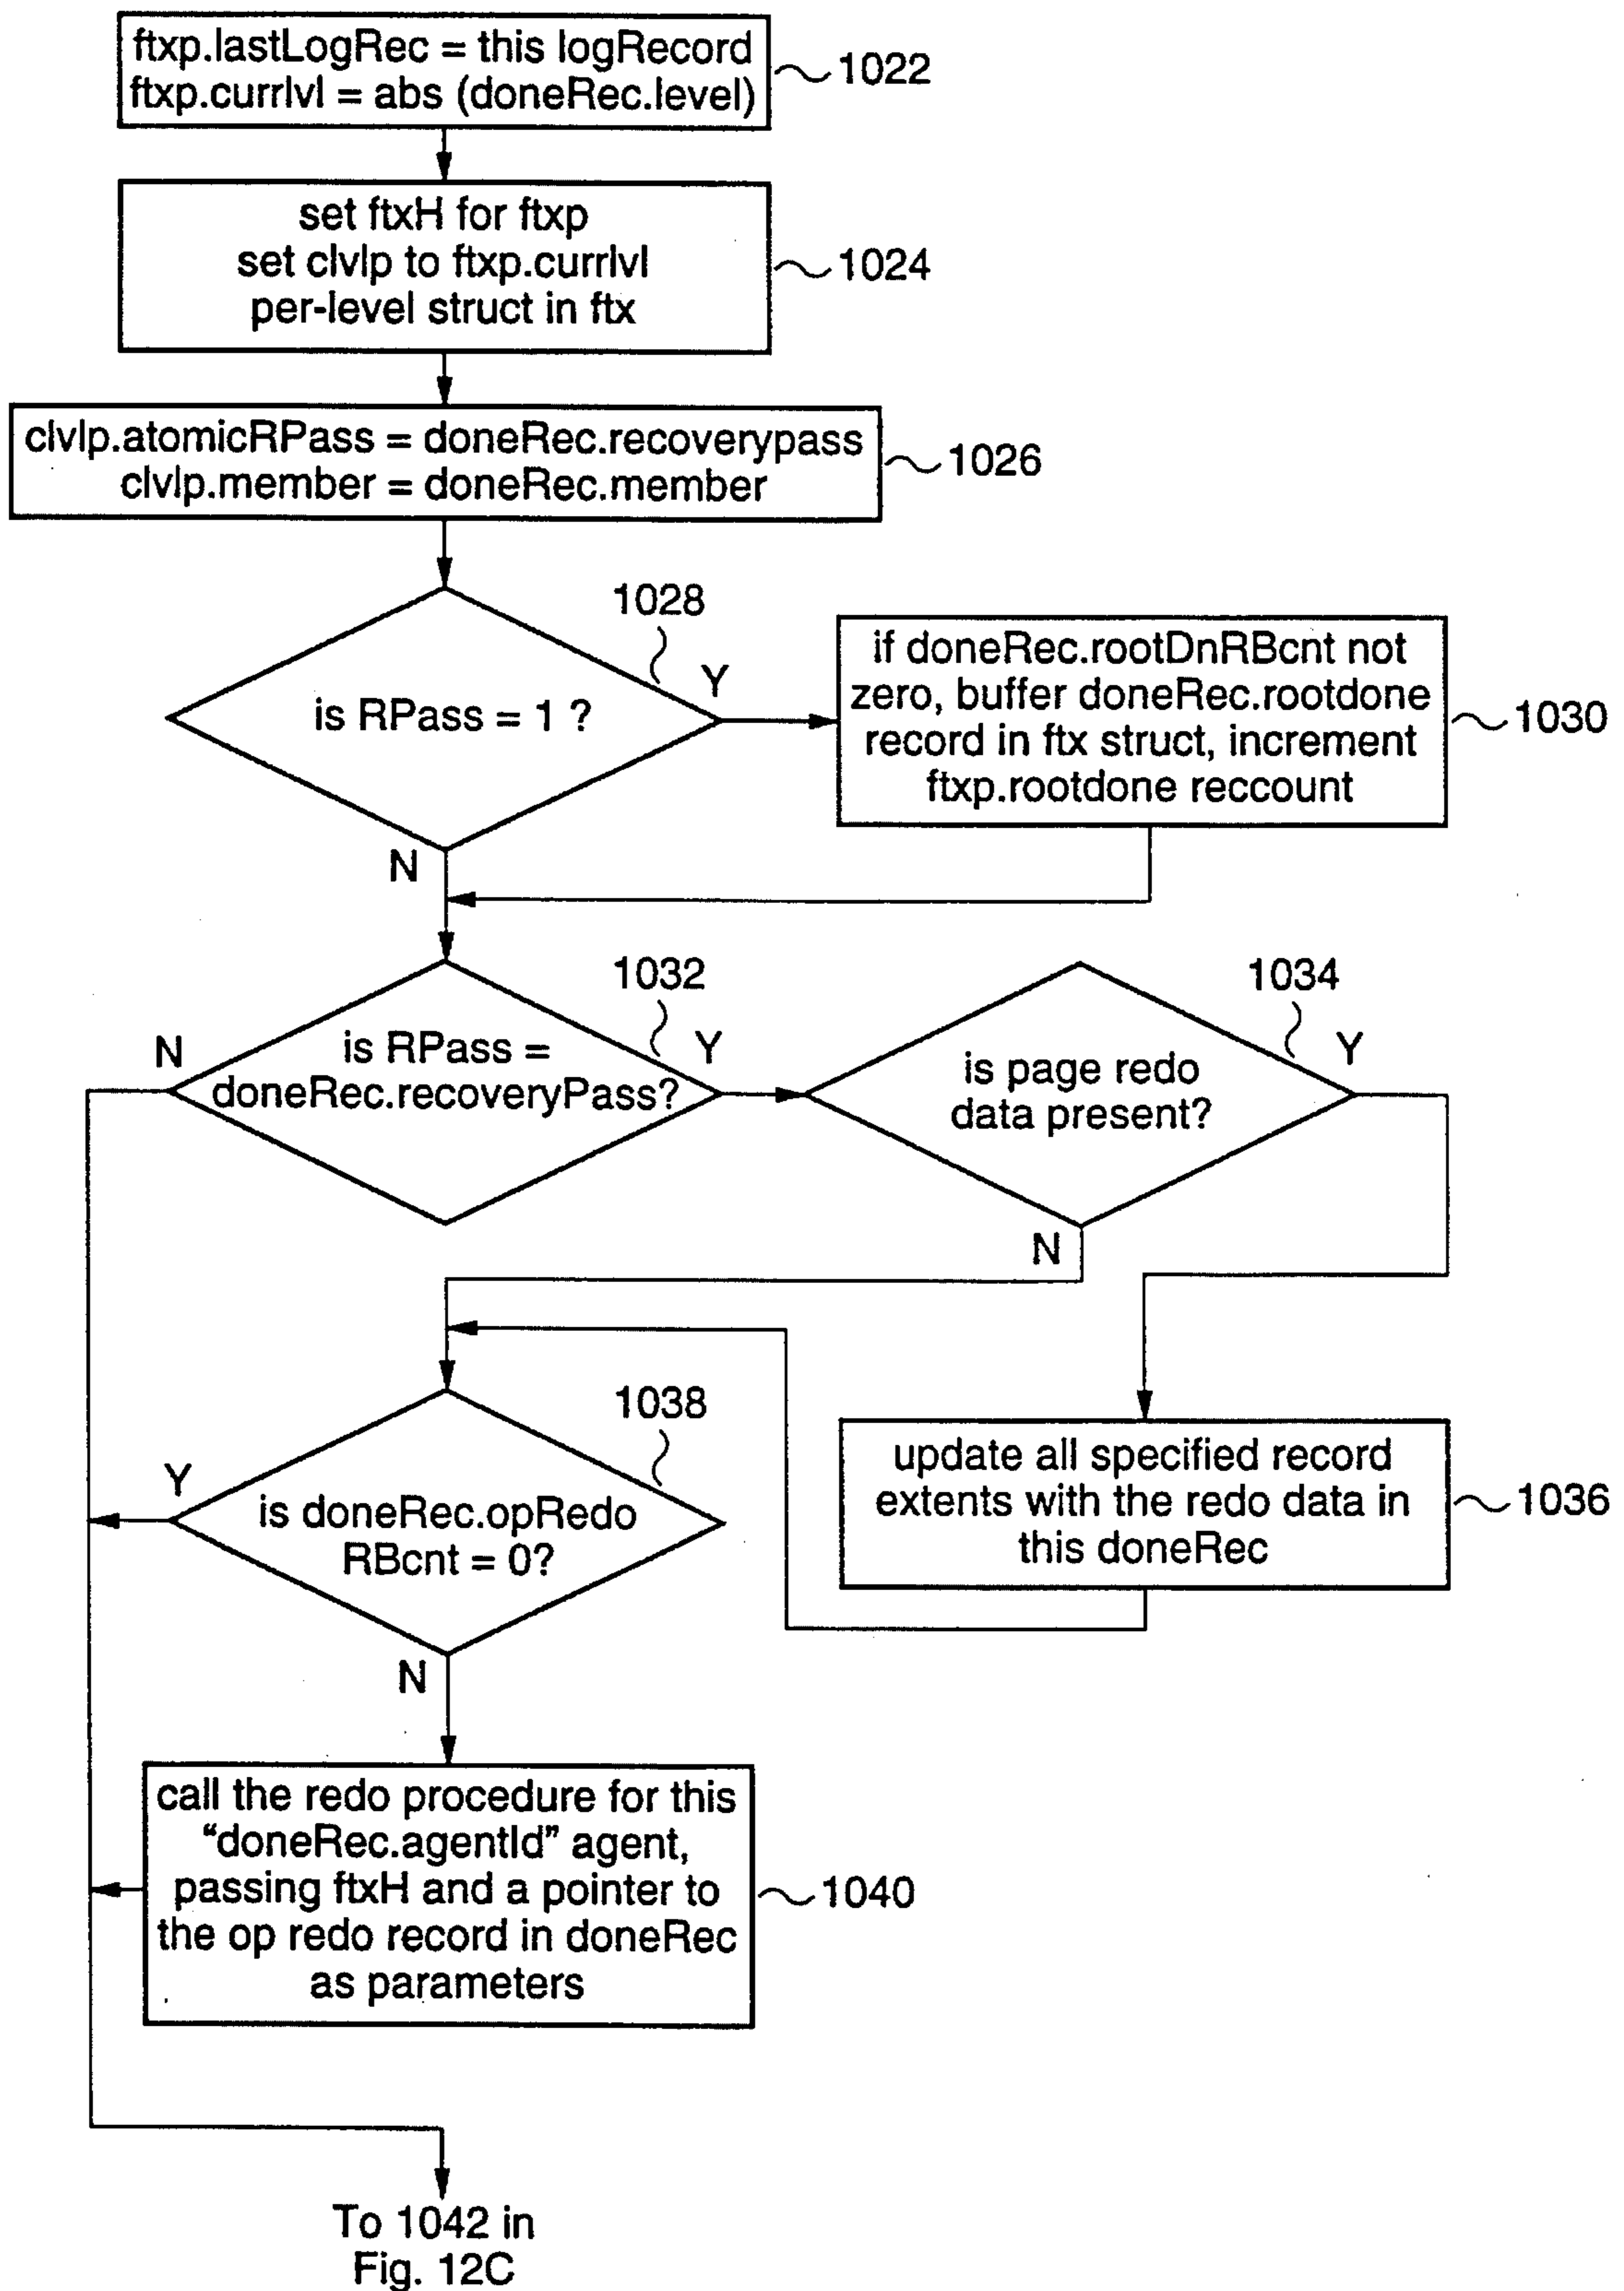 ftxp.lastLogRec = this logRecord
ftxp.currlvl = abs (doneRec.level)
1022
set ftxH for ftxp
set clvlp to ftxp.currlvl
per-level struct in ftx
1024
clvlp.atomicRPass = doneRec.recoverypass
clvlp.member = doneRec.member
1026
1028
is RPass = 1 ?
Y
N
if doneRec.rootDnRBcnt not
zero, buffer doneRec.rootdone
record in ftx struct, increment
ftxp.rootdone reccount
1030
1032
N
is RPass =
doneRec.recoveryPass?
Y
1034
is page redo
data present?
Y
N
1038
Y
is doneRec.opRedo
RBcnt = 0?
N
update all specified record
extents with the redo data in
this doneRec
1036
call the redo procedure for this
“doneRec.agentId” agent,
passing ftxH and a pointer to
the op redo record in doneRec
as parameters
1040
To 1042 in
Fig. 12C